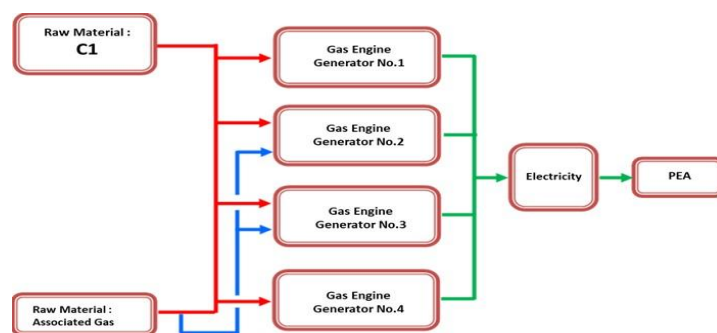 Raw Material :
C1
Gas Engine
Generator No.1
Gas Engine
Generator No.2
Gas Engine
Generator No.3
Gas Engine
Generator No.4
Electricity
PEA
Raw Material :
Associated Gas